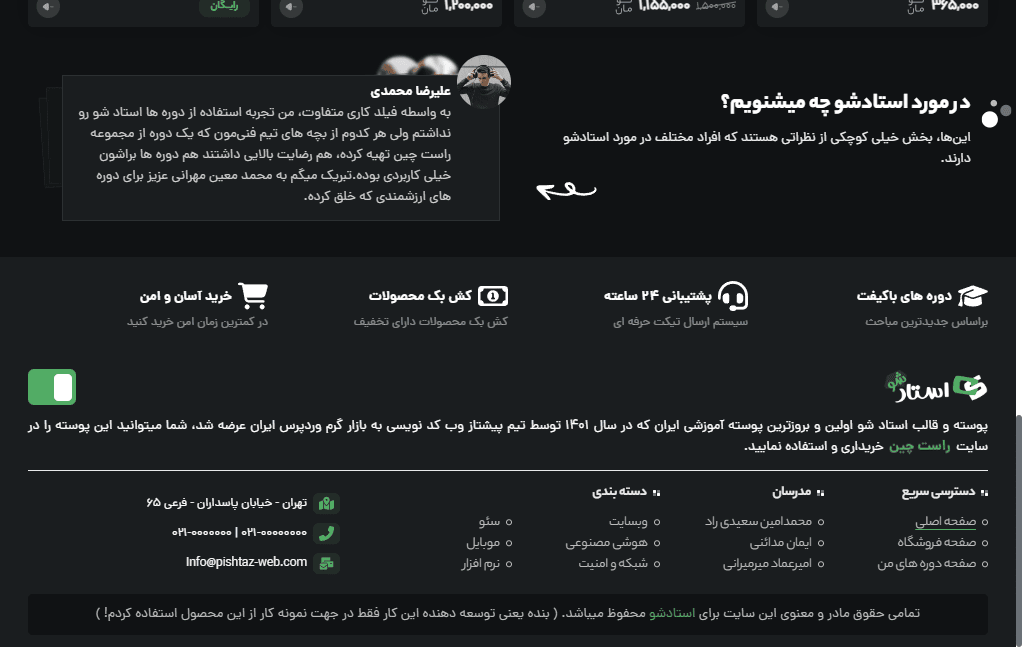 ۳۶۵,۰۰۰ تومان
۱,۵۰۰,۰۰۰ ۱,۱۵۵,۰۰۰ تومان
۱,۲۰۰,۰۰۰ تومان
رایگان
در مورد استادشو چه میشنویم؟
این‌ها، بخش خیلی کوچکی از نظراتی هستند که افراد مختلف در مورد استادشو
دارند.
علیرضا محمدی
به واسطه فیلد کاری متفاوت، من تجربه استفاده از دوره ها استاد شو رو
نداشتم ولی هر کدوم از بچه های تیم فنی‌مون که یک دوره از مجموعه
راست چین تهیه کرده، هم رضایت بالایی داشتند هم دوره ها براشون
خیلی کاربردی بوده.تبریک میگم به محمد معین مهرانی عزیز برای دوره
های ارزشمندی که خلق کرده.
دوره های باکیفت
براساس جدیدترین مباحث
پشتیبانی ۲۴ ساعته
سیستم ارسال تیکت حرفه ای
کش بک محصولات
کش بک محصولات دارای تخفیف
خرید آسان و امن
در کمترین زمان امن خرید کنید
استاد شو
پوسته و قالب استاد شو اولین و بروزترین پوسته آموزشی ایران که در سال ۱۴۰۱ توسط تیم پیشتاز وب کد نویسی به بازار گرم وردپرس ایران عرضه شد، شما میتوانید این پوسته را در
سایت راست چین خریداری و استفاده نمایید.
دسترسی سریع
صفحه اصلی
صفحه فروشگاه
صفحه دوره های من
مدرسان
محمدامین سعیدی راد
ایمان مدائنی
امیرعماد میرمیرانی
دسته بندی
وبسایت
هوشی مصنوعی
شبکه و امنیت
سئو
موبایل
نرم افزار
تهران - خیابان پاسداران - فرعی ۶۵
۰۲۱-۰۰۰۰۰۰۰۰ | ۰۲۱-۰۰۰۰۰۰۰
Info@pishtaz-web.com
تمامی حقوق مادر و معنوی این سایت برای استادشو محفوظ میباشد. ( بنده یعنی توسعه دهنده این کار فقط در جهت نمونه کار از این محصول استفاده کردم! )